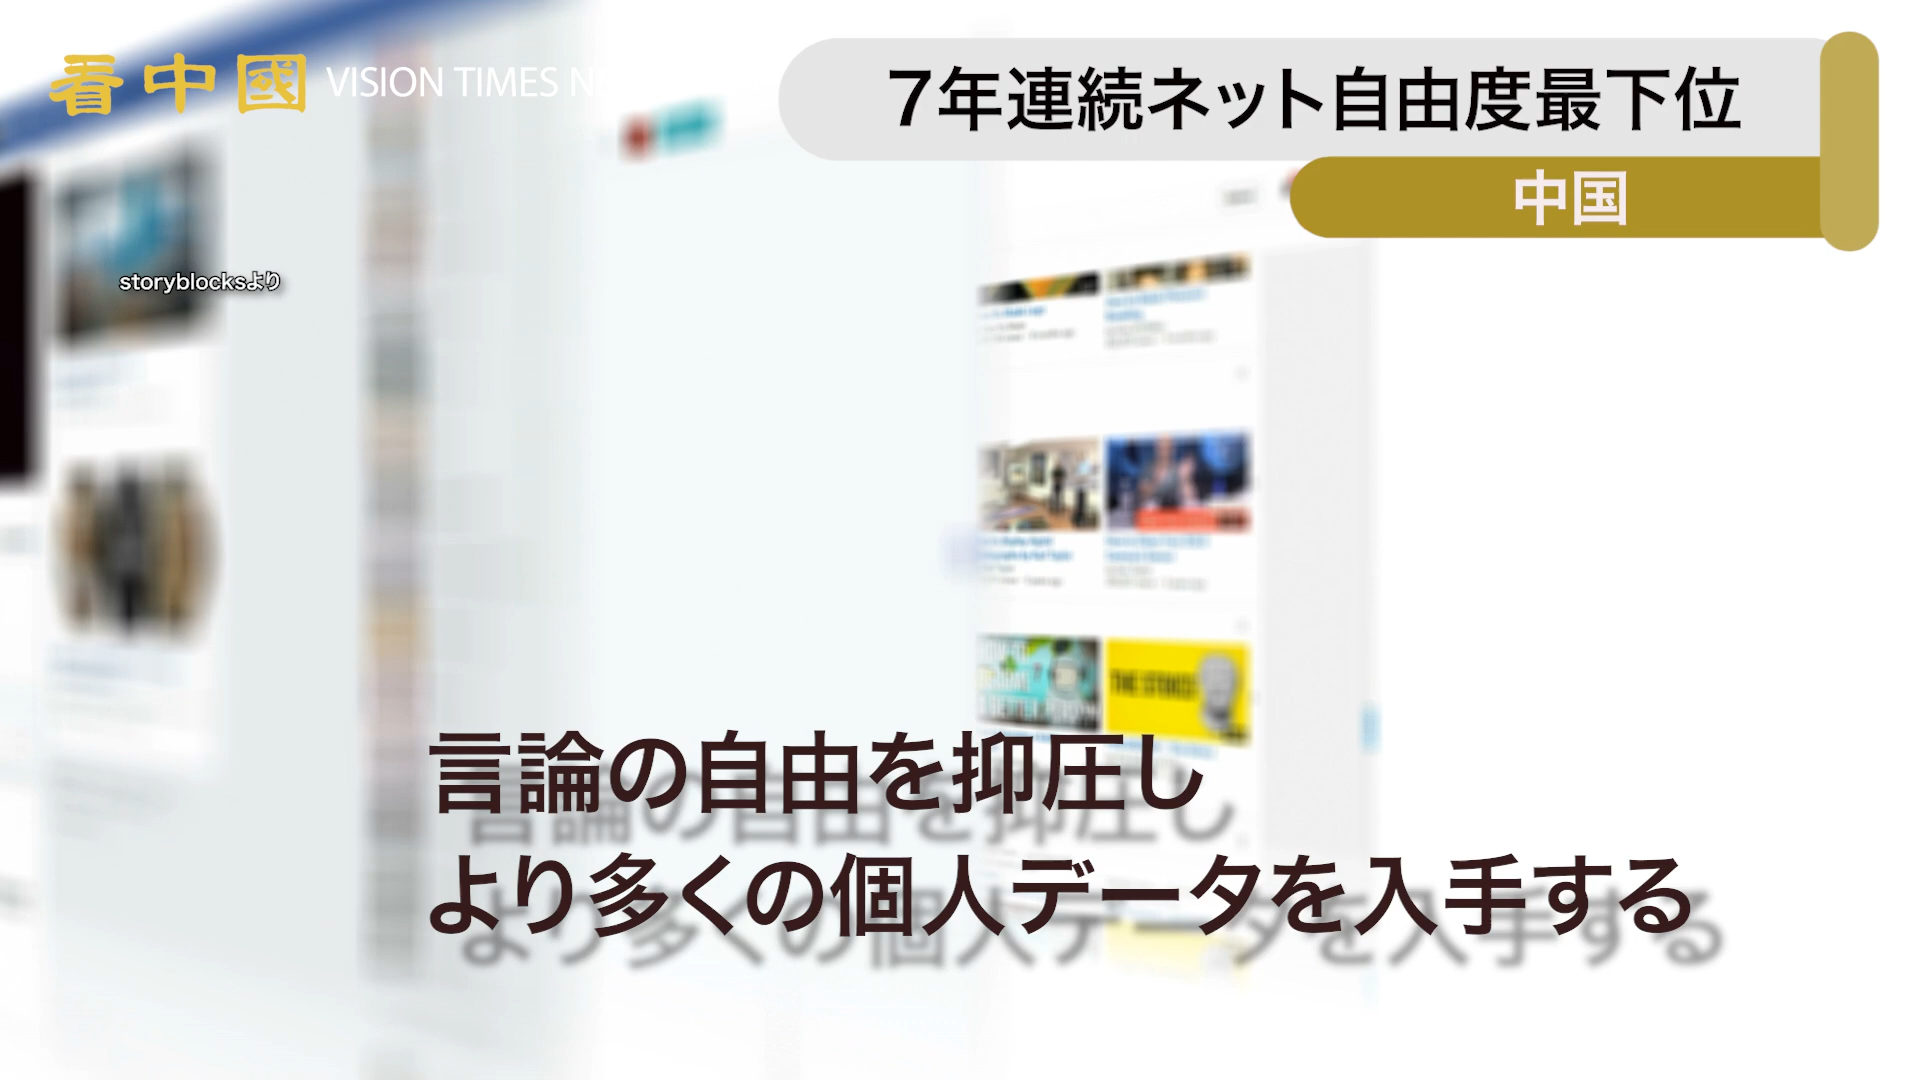 看中國 VISION TIMES
7年連続ネット自由度最下位
中国
storyblocksより
THE STAKES
言論の自由を抑圧し
より多くの個人データを入手する